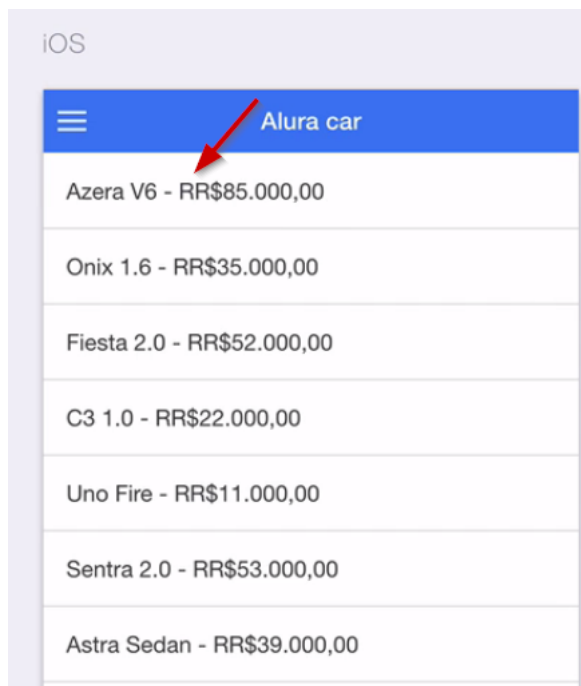 iOS
Alura car
Azera V6 - RR$85.000,00
Onix 1.6 - RR$35.000,00
Fiesta 2.0 - RR$52.000,00
C3 1.0 - RR$22.000,00
Uno Fire - RR$11.000,00
Sentra 2.0 - RR$53.000,00
Astra Sedan - RR$39.000,00